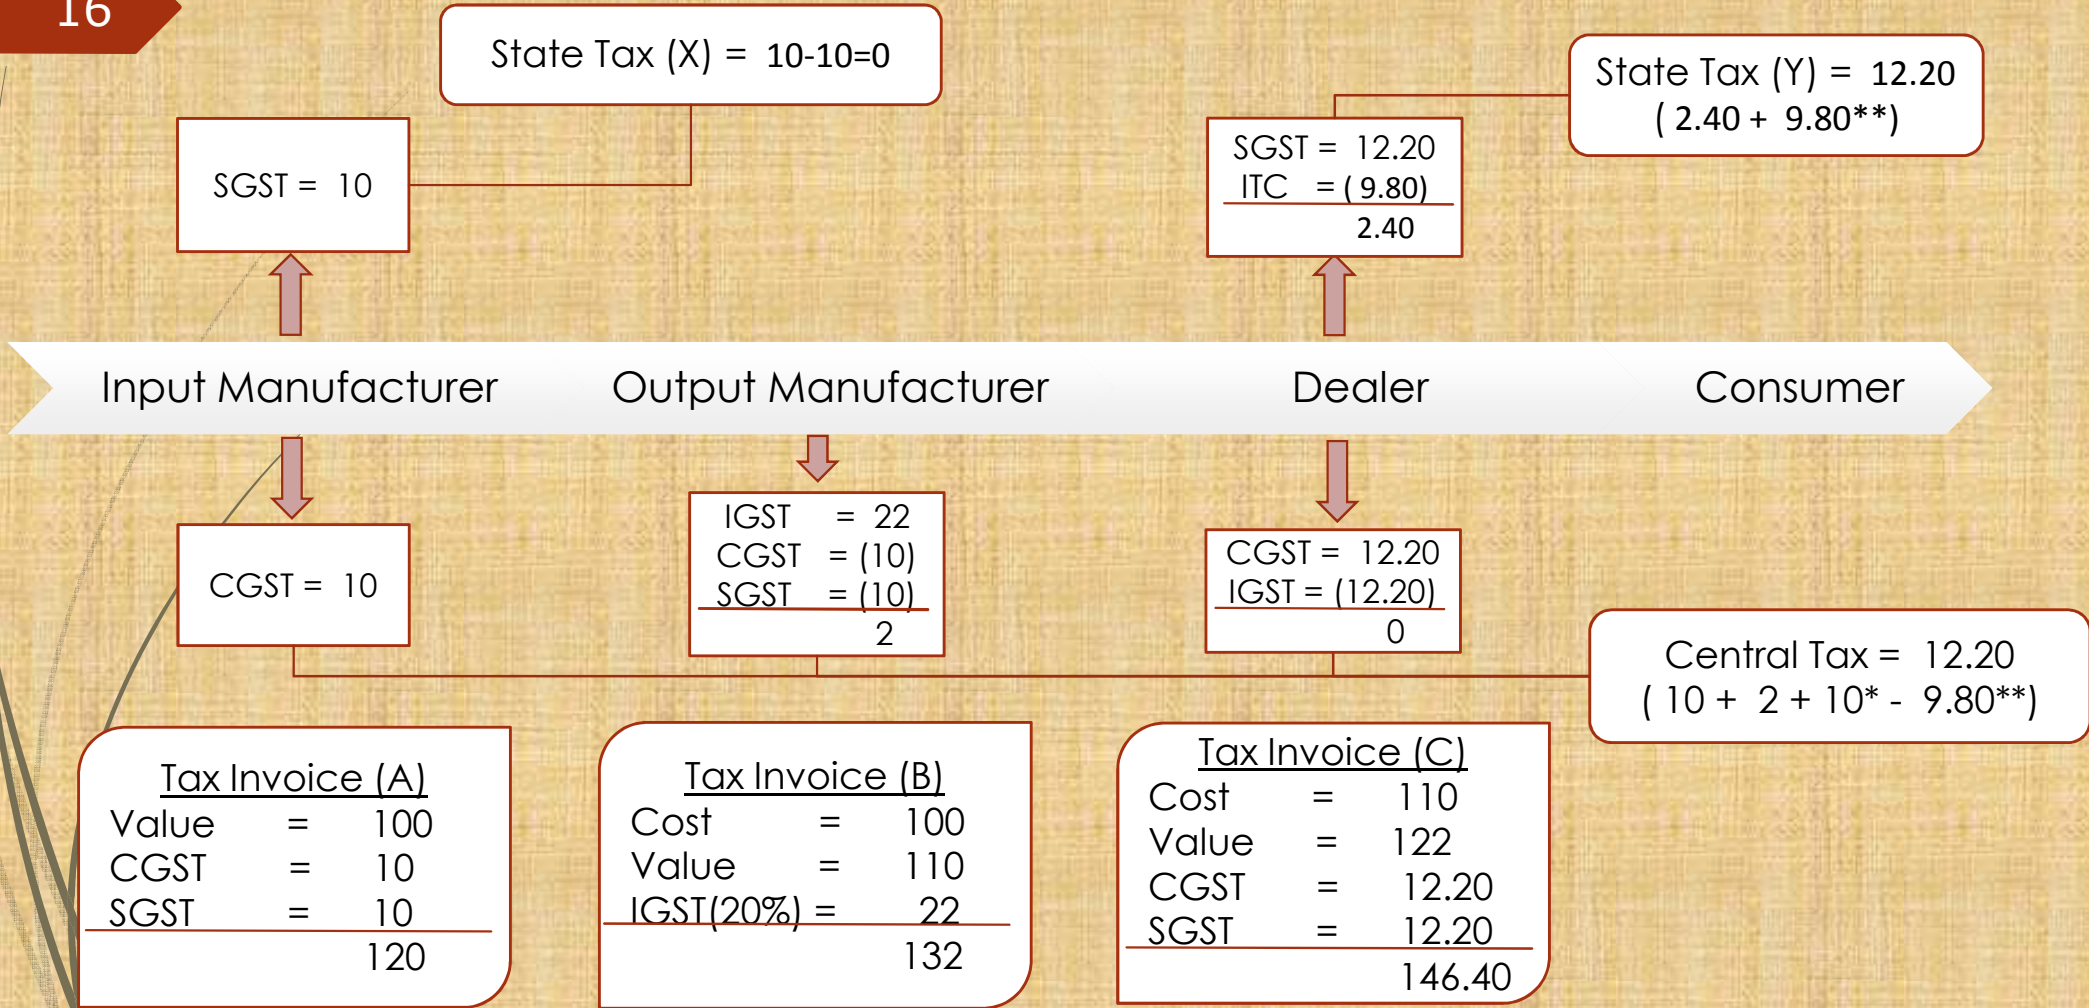 16
State Tax (X) = 10-10=0
State Tax (Y) = 12.20
( 2.40 + 9.80**)
SGST = 10
SGST = 12.20
ITC = ( 9.80)
2.40
Input Manufacturer
Output Manufacturer
Dealer
Consumer
CGST = 10
IGST = 22
CGST = (10)
SGST = (10)
2
CGST = 12.20
IGST = (12.20)
0
Central Tax = 12.20
( 10 + 2 + 10* - 9.80**)
Tax Invoice (A)
Value = 100
CGST = 10
SGST = 10
120
Tax Invoice (B)
Cost = 100
Value = 110
IGST(20%) = 22
132
Tax Invoice (C)
Cost = 110
Value = 122
CGST = 12.20
SGST = 12.20
146.40